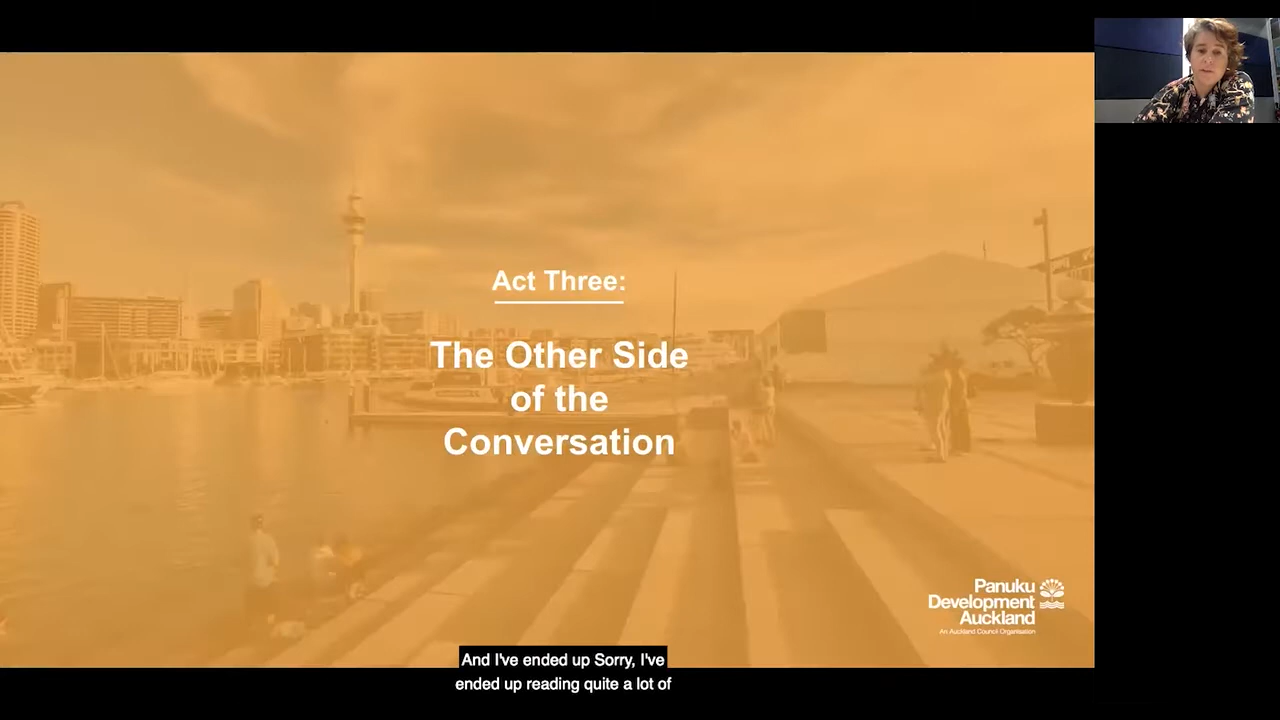 Act Three:
The Other Side
of the
Conversation
Panuku
Development
Auckland
An Auckland Council Organisation
And I've ended up Sorry, I've
ended up reading quite a lot of